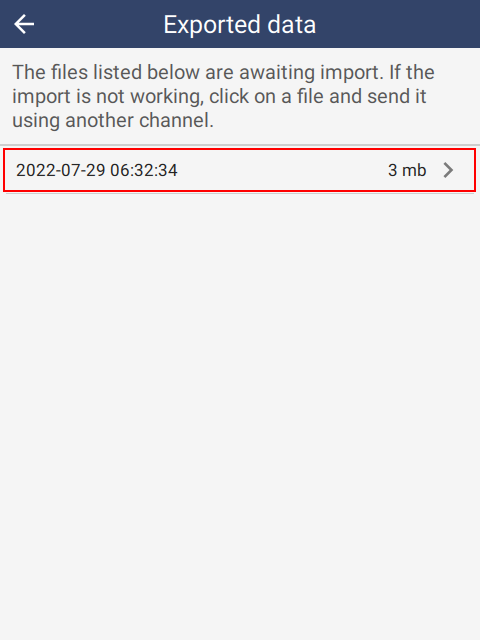 Exported data
The files listed below are awaiting import. If the
import is not working, click on a file and send it
using another channel.
2022-07-29 06:32:34 3 mb